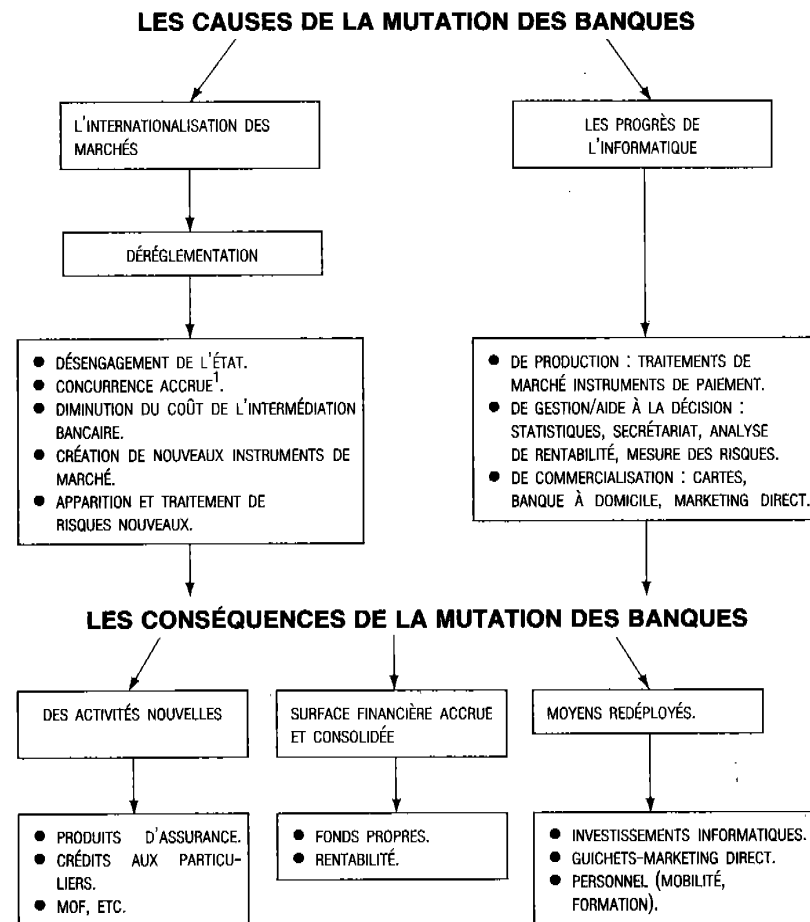 LES CAUSES DE LA MUTATION DES BANQUES
L'INTERNATIONALISATION DES
MARCHÉS
LES PROGRÈS DE
L'INFORMATIQUE
DÉRÉGLEMENTATION
● DÉSENGAGEMENT DE L'ÉTAT.
● CONCURRENCE ACCRUE¹.
● DIMINUTION DU COÛT DE L'INTERMÉDIATION
BANCAIRE.
● CRÉATION DE NOUVEAUX INSTRUMENTS DE
MARCHÉ.
● APPARITION ET TRAITEMENT DE
RISQUES NOUVEAUX.
● DE PRODUCTION : TRAITEMENTS DE
MARCHÉ INSTRUMENTS DE PAIEMENT.
● DE GESTION/AIDE À LA DÉCISION :
STATISTIQUES, SECRÉTARIAT, ANALYSE
DE RENTABILITÉ, MESURE DES RISQUES.
● DE COMMERCIALISATION : CARTES,
BANQUE À DOMICILE, MARKETING DIRECT.
LES CONSÉQUENCES DE LA MUTATION DES BANQUES
DES ACTIVITÉS NOUVELLES
SURFACE FINANCIÈRE ACCRUE
ET CONSOLIDÉE
MOYENS REDÉPLOYÉS.
● PRODUITS D'ASSURANCE.
● CRÉDITS AUX PARTICU-
LIERS.
● MOF, ETC.
● FONDS PROPRES.
● RENTABILITÉ.
● INVESTISSEMENTS INFORMATIQUES.
● GUICHETS-MARKETING DIRECT.
● PERSONNEL (MOBILITÉ,
FORMATION).